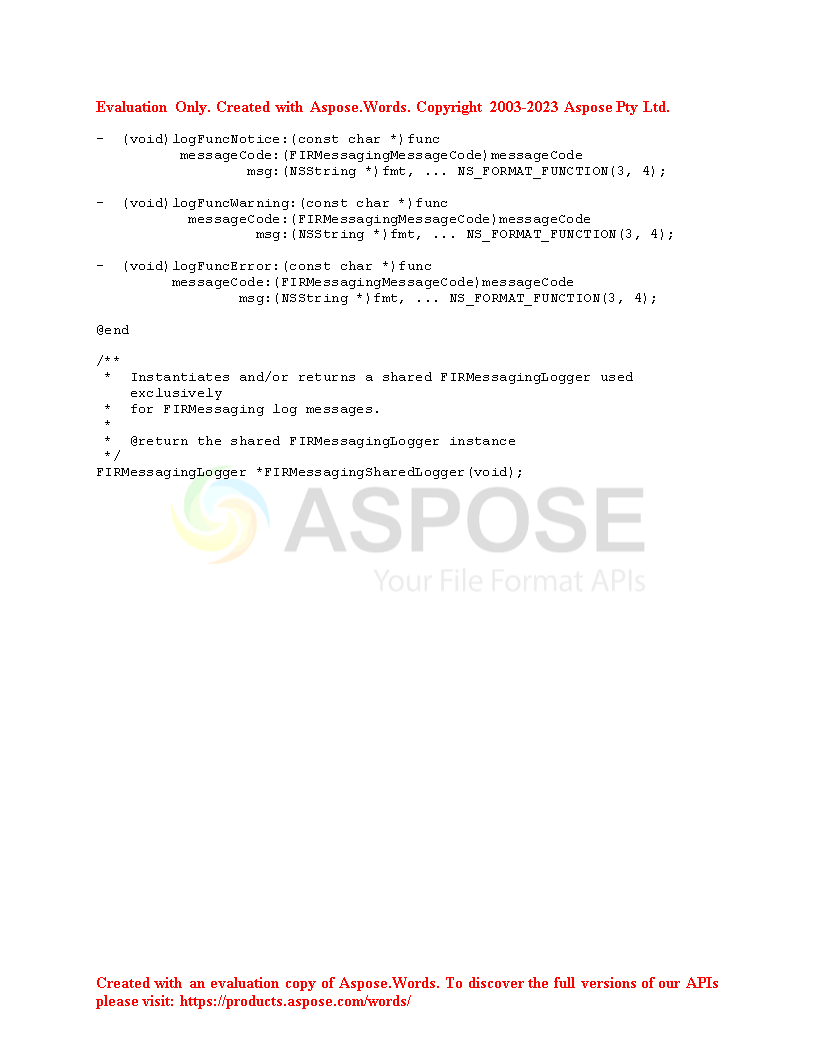 Evaluation Only. Created with Aspose.Words. Copyright 2003-2023 Aspose Pty Ltd.
- (void)logFuncNotice:(const char *)func
messageCode:(FIRMessagingMessageCode)messageCode
msg:(NSString *)fmt, ... NS_FORMAT_FUNCTION(3, 4);
- (void)logFuncWarning:(const char *)func
messageCode:(FIRMessagingMessageCode)messageCode
msg:(NSString *)fmt, ... NS_FORMAT_FUNCTION(3, 4);
- (void)logFuncError:(const char *)func
messageCode:(FIRMessagingMessageCode)messageCode
msg:(NSString *)fmt, ... NS_FORMAT_FUNCTION(3, 4);
@end
/**
* Instantiates and/or returns a shared FIRMessagingLogger used
exclusively
* for FIRMessaging log messages.
*
* @return the shared FIRMessagingLogger instance
*/
FIRMessagingLogger *FIRMessagingSharedLogger(void);
ASPOSE
Your File Format APIs
Created with an evaluation copy of Aspose.Words. To discover the full versions of our APIs
please visit: https://products.aspose.com/words/